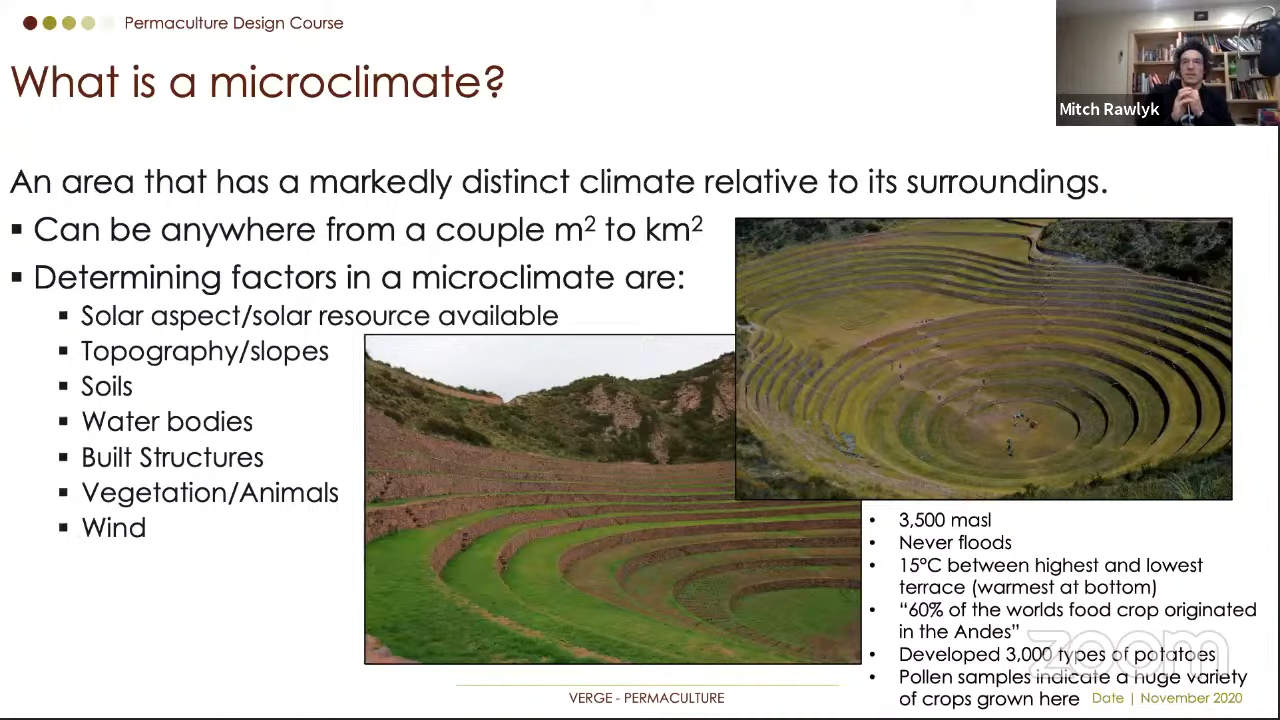 Permaculture Design Course
What is a microclimate?
Mitch Rawlyk
An area that has a markedly distinct climate relative to its surroundings.
▪ Can be anywhere from a couple m² to km²
▪ Determining factors in a microclimate are:
▪ Solar aspect/solar resource available
▪ Topography/slopes
▪ Soils
▪ Water bodies
▪ Built Structures
▪ Vegetation/Animals
▪ Wind
• 3,500 masl
• Never floods
• 15°C between highest and lowest
terrace (warmest at bottom)
• “60% of the worlds food crop originated
in the Andes”
• Developed 3,000 types of potatoes
• Pollen samples indicate a huge variety
of crops grown here
zoom
VERGE - PERMACULTURE
Date | November 2020